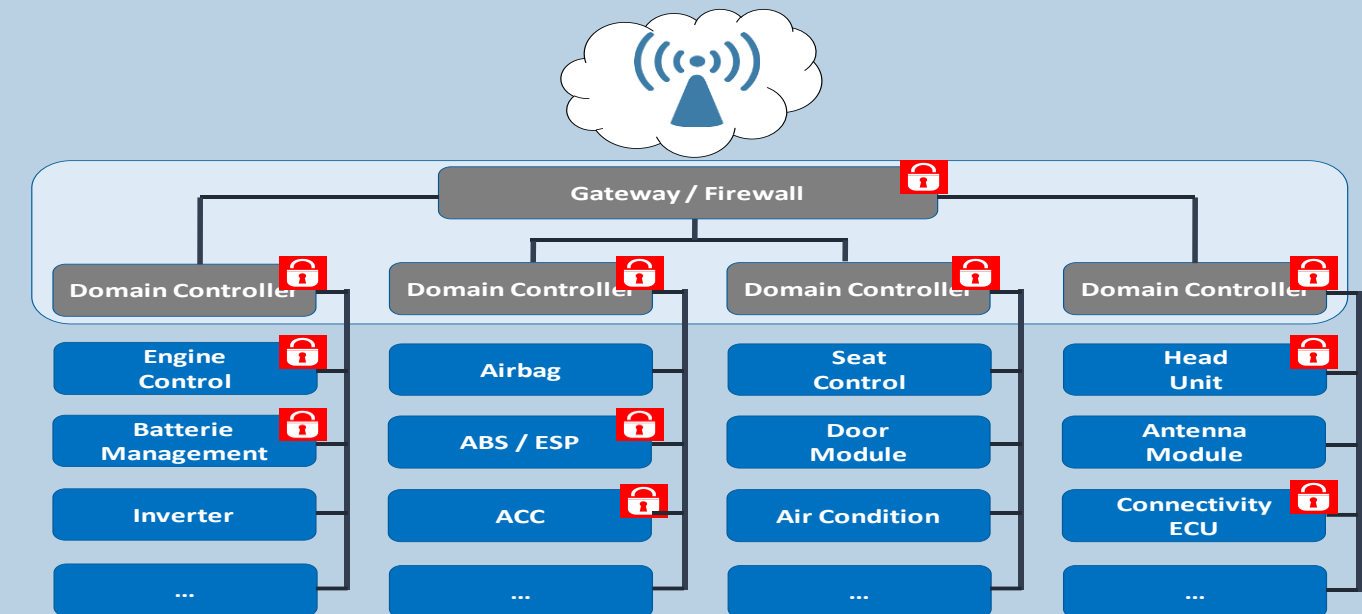 Gateway / Firewall
Domain Controller
Domain Controller
Domain Controller
Domain Controller
Engine
Control
Airbag
Seat
Control
Head
Unit
Batterie
Management
ABS / ESP
Door
Module
Antenna
Module
Inverter
ACC
Air Condition
Connectivity
ECU
...
...
...
...